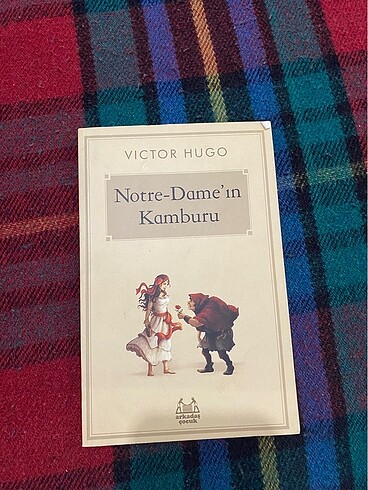 VICTOR HUGO
Notre-Dame'ın
Kamburu
arkadaş
çocuk